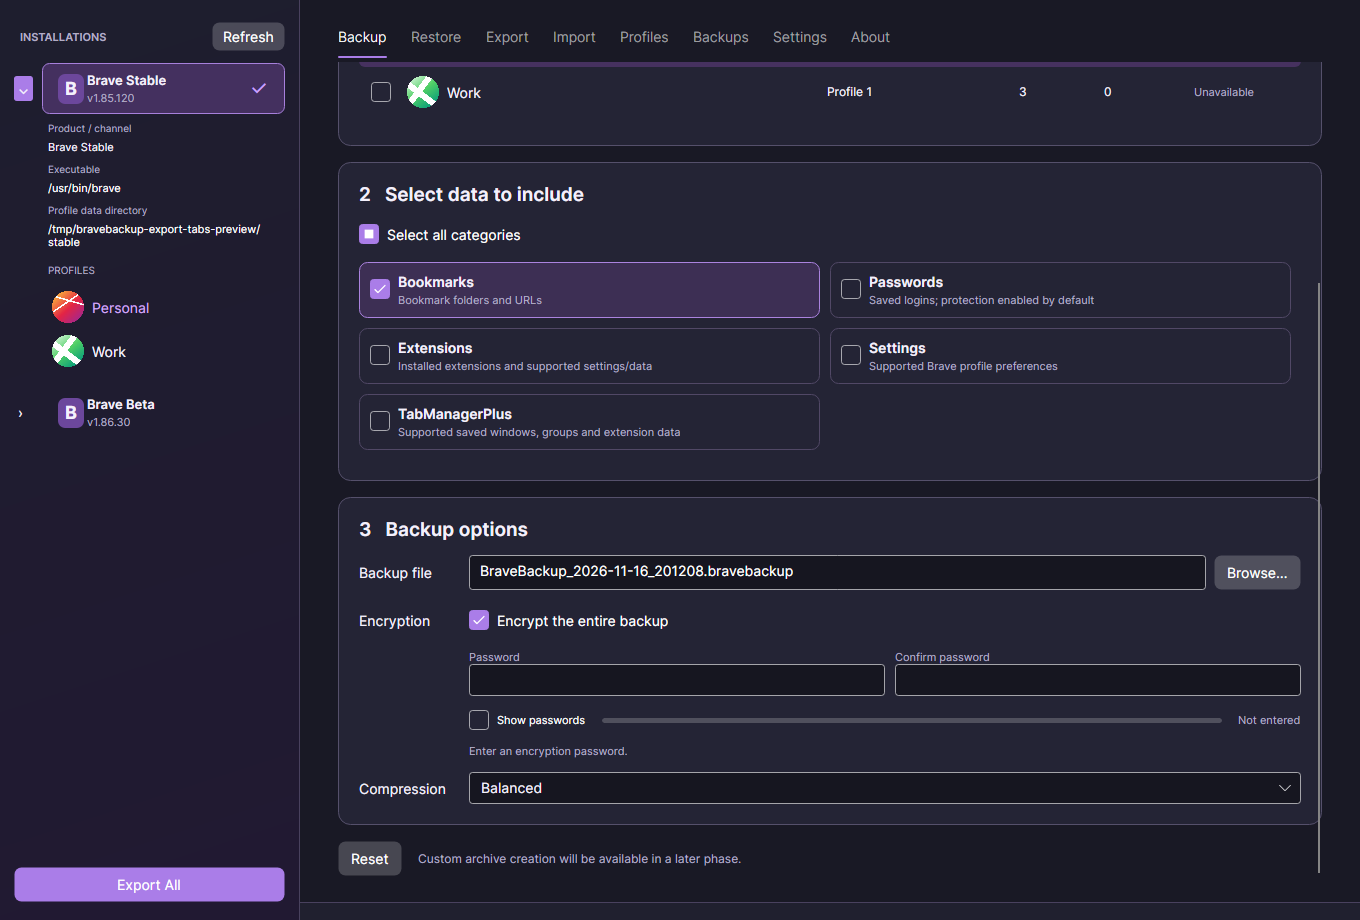 INSTALLATIONS
Refresh
B
Brave Stable
v1.85.120
Product / channel
Brave Stable
Executable
/usr/bin/brave
Profile data directory
/tmp/bravebackup-export-tabs-preview/
stable
PROFILES
Personal
Work
B
Brave Beta
v1.86.30
Export All
Backup Restore Export Import Profiles Backups Settings About
Work Profile 1 3 0 Unavailable
2 Select data to include
Select all categories
Bookmarks
Bookmark folders and URLs
Passwords
Saved logins; protection enabled by default
Extensions
Installed extensions and supported settings/data
Settings
Supported Brave profile preferences
TabManagerPlus
Supported saved windows, groups and extension data
3 Backup options
Backup file BraveBackup_2026-11-16_201208.bravebackup Browse...
Encryption Encrypt the entire backup
Password Confirm password
Show passwords Not entered
Enter an encryption password.
Compression Balanced
Reset Custom archive creation will be available in a later phase.